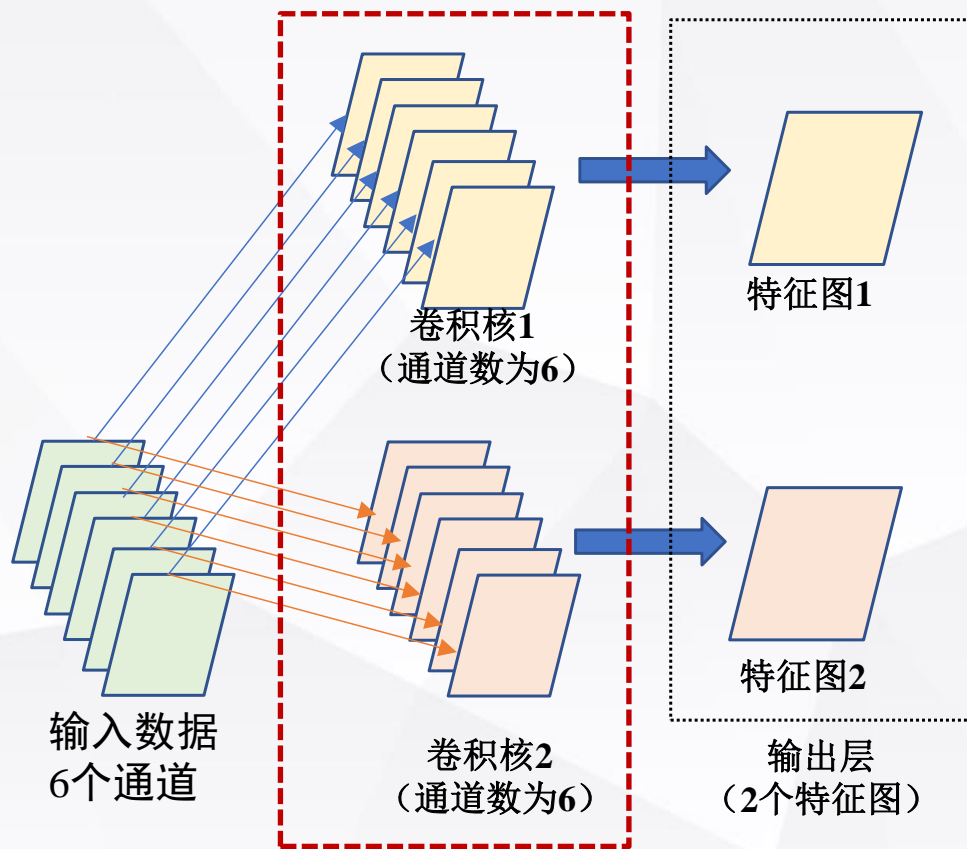 特征图1
卷积核1
（通道数为6）
特征图2
输入数据
6个通道
卷积核2
（通道数为6）
输出层
（2个特征图）